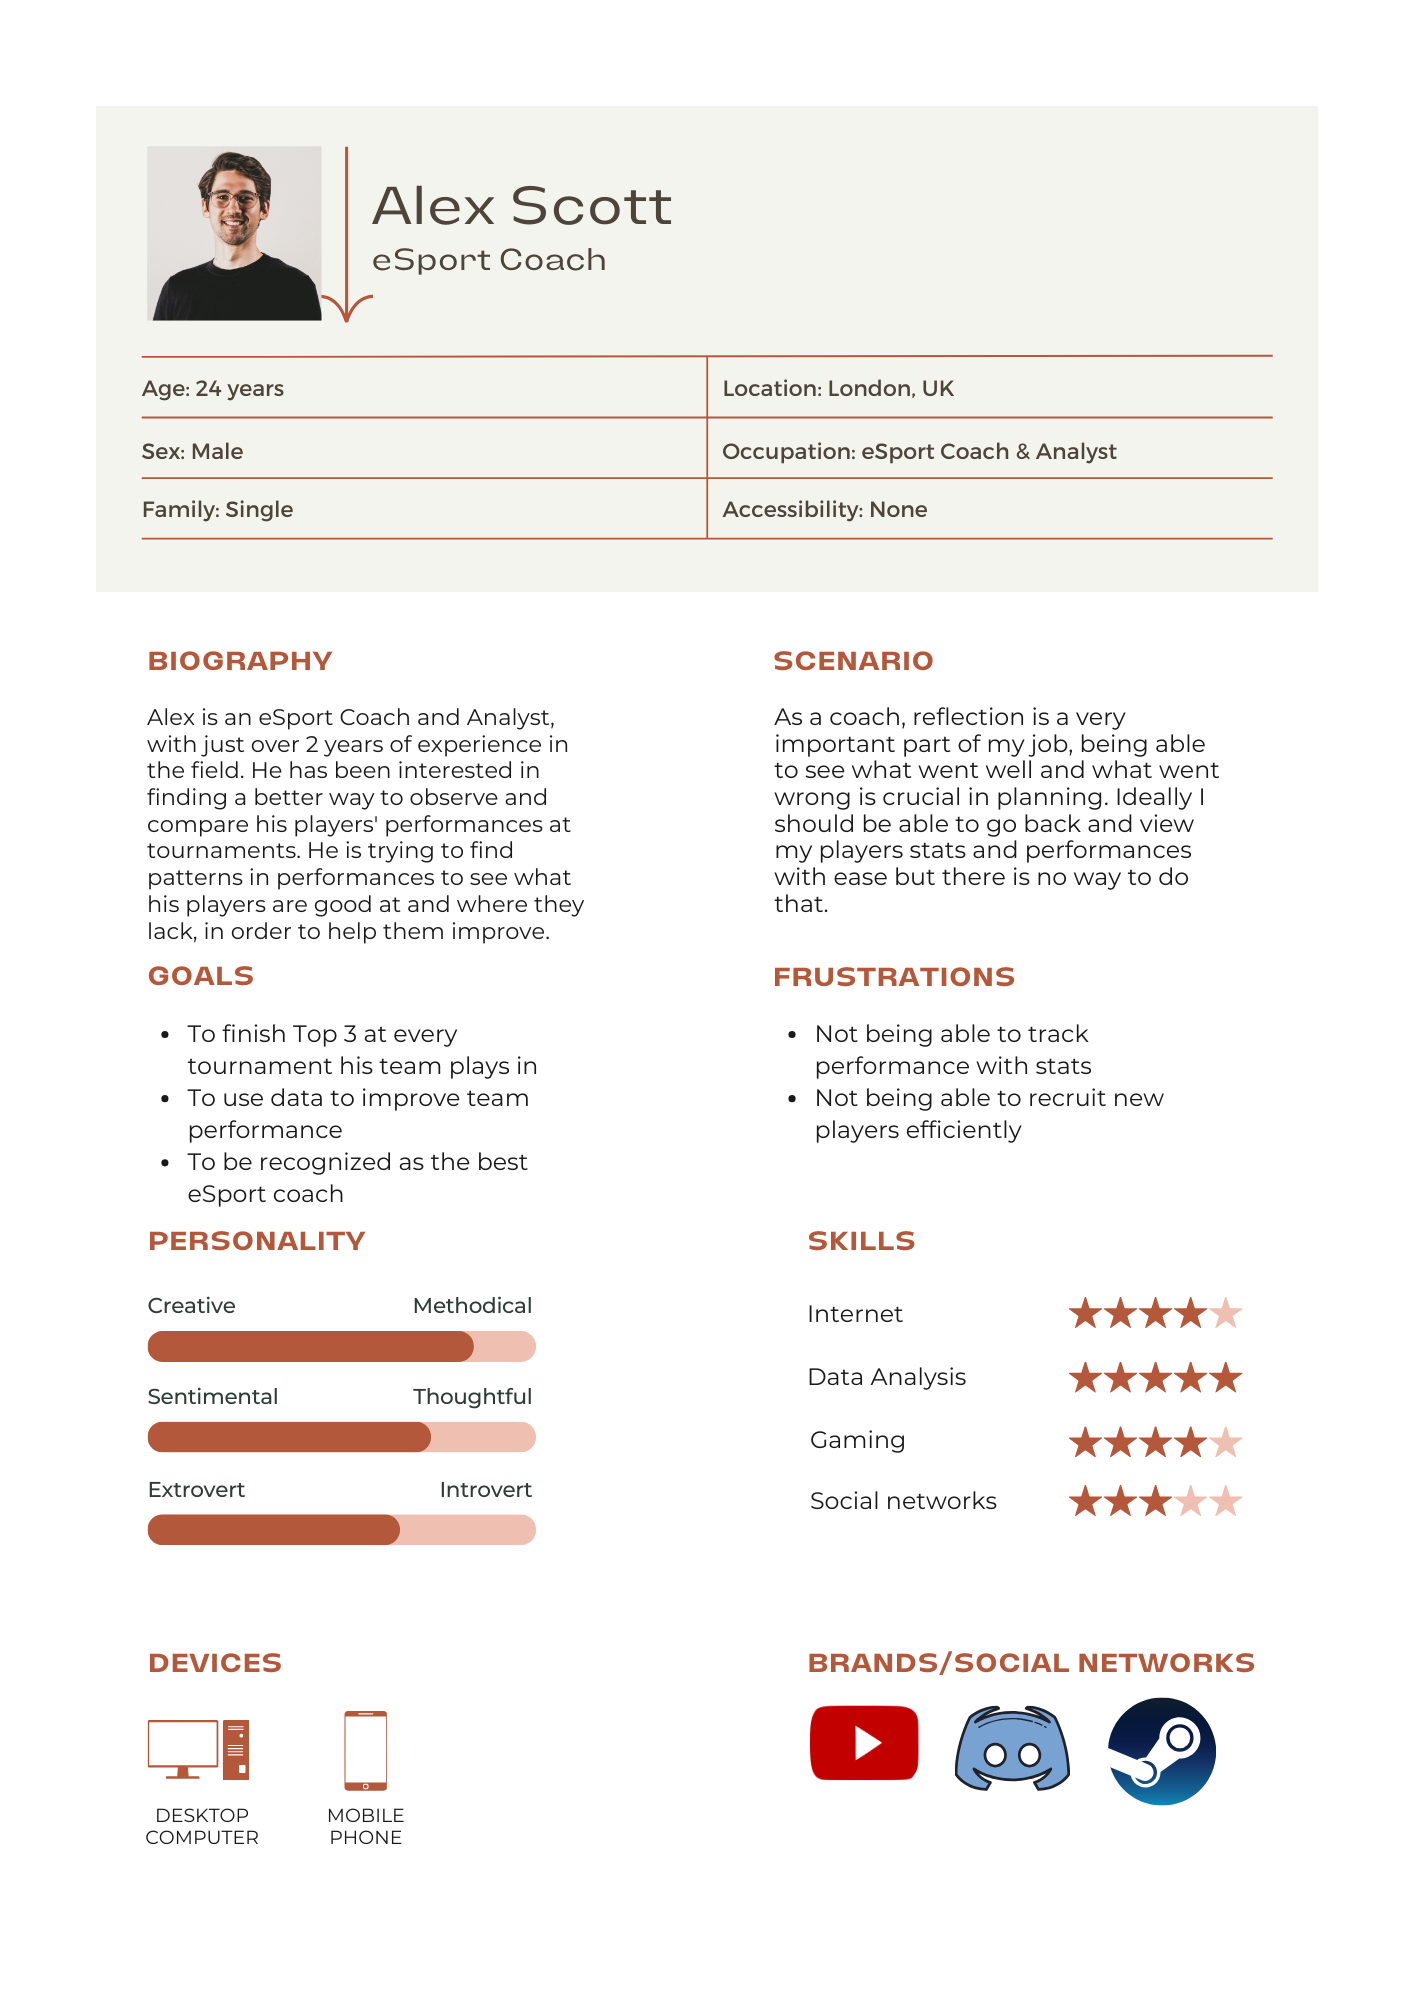 Alex Scott
eSport Coach
Age: 24 years
Location: London, UK
Sex: Male
Occupation: eSport Coach & Analyst
Family: Single
Accessibility: None
BIOGRAPHY
Alex is an eSport Coach and Analyst,
with just over 2 years of experience in
the field. He has been interested in
finding a better way to observe and
compare his players' performances at
tournaments. He is trying to find
patterns in performances to see what
his players are good at and where they
lack, in order to help them improve.
SCENARIO
As a coach, reflection is a very
important part of my job, being able
to see what went well and what went
wrong is crucial in planning. Ideally I
should be able to go back and view
my players stats and performances
with ease but there is no way to do
that.
GOALS
• To finish Top 3 at every
tournament his team plays in
• To use data to improve team
performance
• To be recognized as the best
eSport coach
FRUSTRATIONS
• Not being able to track
performance with stats
• Not being able to recruit new
players efficiently
PERSONALITY
Creative Methodical
Sentimental Thoughtful
Extrovert Introvert
SKILLS
Internet
Data Analysis
Gaming
Social networks
DEVICES
DESKTOP
COMPUTER
MOBILE
PHONE
BRANDS/SOCIAL NETWORKS